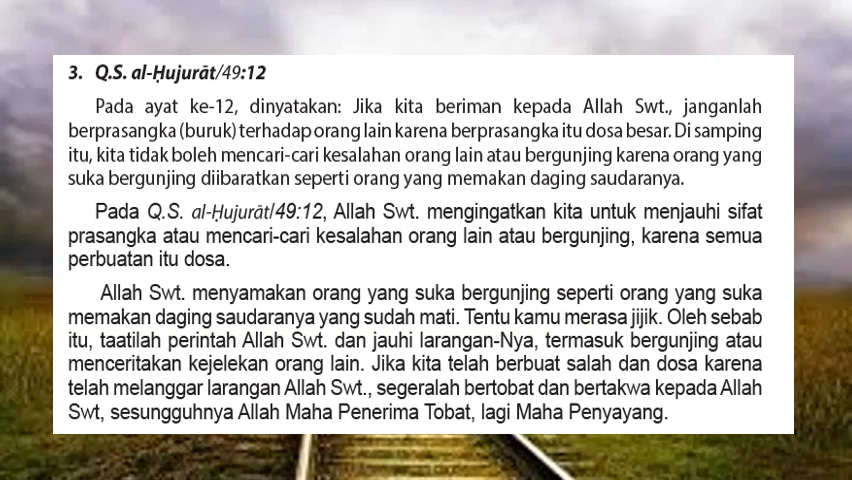 3. Q.S. al-Ḥujurāt/49:12
Pada ayat ke-12, dinyatakan: Jika kita beriman kepada Allah Swt., janganlah
berprasangka (buruk) terhadap orang lain karena berprasangka itu dosa besar. Di samping
itu, kita tidak boleh mencari-cari kesalahan orang lain atau bergunjing karena orang yang
suka bergunjing diibaratkan seperti orang yang memakan daging saudaranya.
Pada Q.S. al-Ḥujurāt/49:12, Allah Swt. mengingatkan kita untuk menjauhi sifat
prasangka atau mencari-cari kesalahan orang lain atau bergunjing, karena semua
perbuatan itu dosa.
Allah Swt. menyamakan orang yang suka bergunjing seperti orang yang suka
memakan daging saudaranya yang sudah mati. Tentu kamu merasa jijik. Oleh sebab
itu, taatilah perintah Allah Swt. dan jauhi larangan-Nya, termasuk bergunjing atau
menceritakan kejelekan orang lain. Jika kita telah berbuat salah dan dosa karena
telah melanggar larangan Allah Swt., segeralah bertobat dan bertakwa kepada Allah
Swt, sesungguhnya Allah Maha Penerima Tobat, lagi Maha Penyayang.